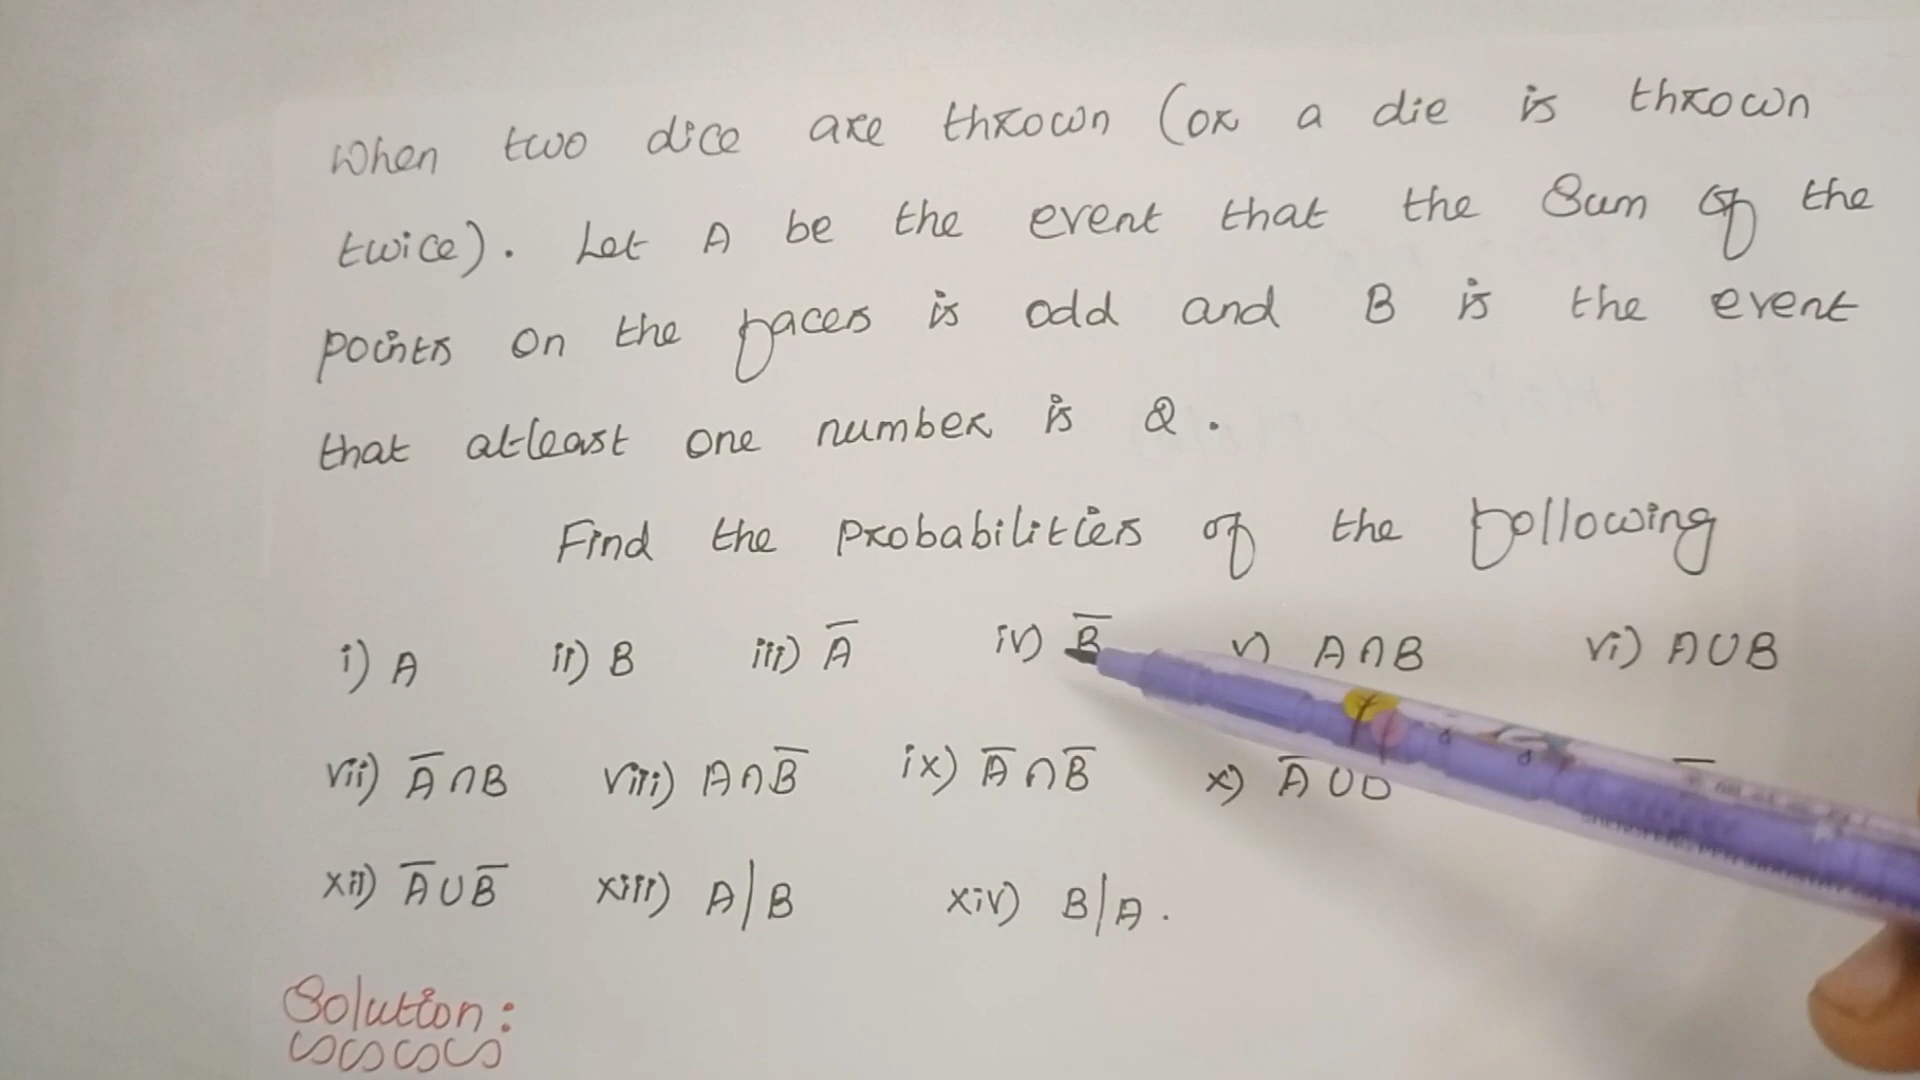 When two dice are thrown (or a die is thrown
twice). Let A be the event that the Sum of the
points on the faces is odd and B is the event
that atleast one number is 2.
Find the probabilities of the following
i) A ii) B iii) A̅ iv) B̅ v) A∩B vi) A∪B
vii) A̅∩B viii) A∩B̅ ix) A̅∩B̅ x) A̅∪B
xii) A̅∪B̅ xiii) A|B xiv) B|A.
Solution: